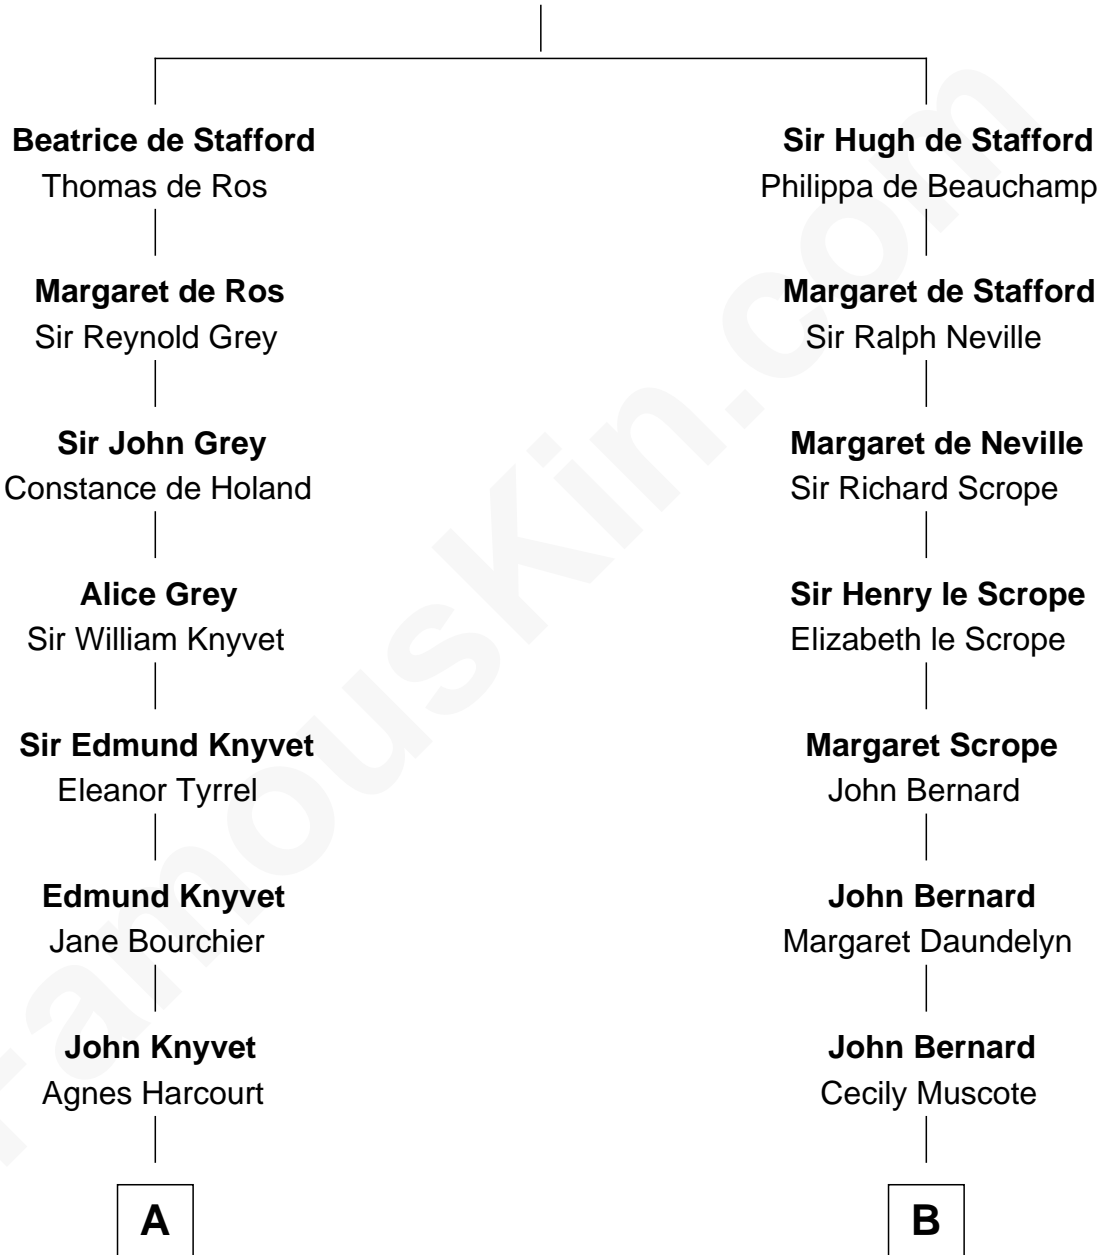 Beatrice de Stafford
Thomas de Ros
Margaret de Ros
Sir Reynold Grey
Sir John Grey
Constance de Holand
Alice Grey
Sir William Knyvet
Sir Edmund Knyvet
Eleanor Tyrrel
Edmund Knyvet
Jane Bourchier
John Knyvet
Agnes Harcourt
A
Sir Hugh de Stafford
Philippa de Beauchamp
Margaret de Stafford
Sir Ralph Neville
Margaret de Neville
Sir Richard Scrope
Sir Henry le Scrope
Elizabeth le Scrope
Margaret Scrope
John Bernard
John Bernard
Margaret Daundelyn
John Bernard
Cecily Muscote
B
FamousKin.com